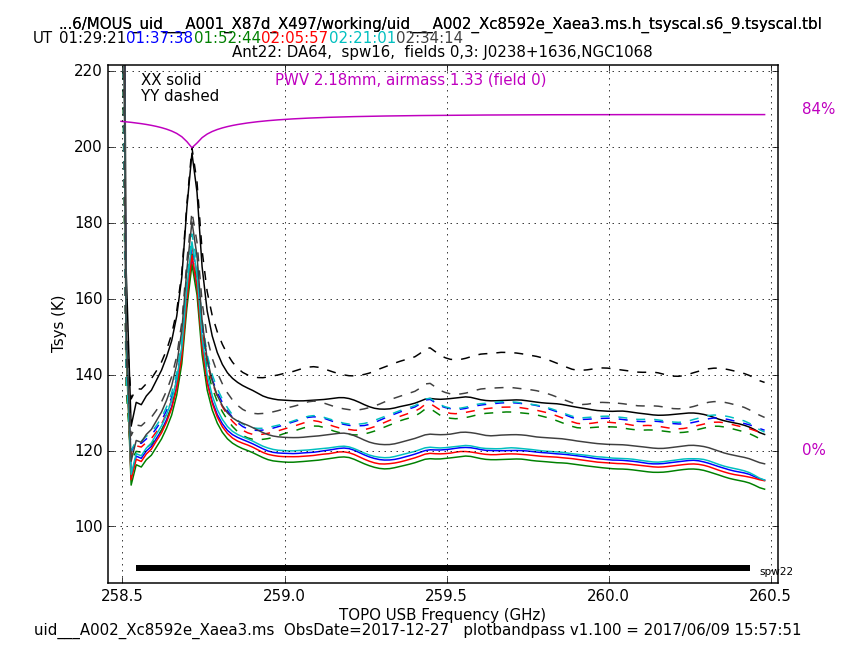 ...6/MOUS_uid___A001_X87d_X497/working/uid___A002_Xc8592e_Xaea3.ms.h_tsyscal.s6_9.tsyscal.tbl
UT 01:29:21 01:37:38 01:52:44 02:05:57 02:21:01 02:34:14
Ant22: DA64, spw16, fields 0,3: J0238+1636,NGC1068
XX solid
PWV 2.18mm, airmass 1.33 (field 0)
YY dashed
84%
0%
220
200
180
160
140
120
100
Tsys (K)
spw22
258.5 259.0 259.5 260.0 260.5
TOPO USB Frequency (GHz)
uid___A002_Xc8592e_Xaea3.ms ObsDate=2017-12-27 plotbandpass v1.100 = 2017/06/09 15:57:51